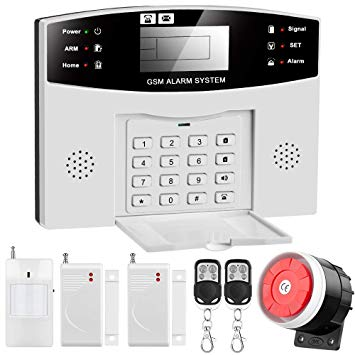 Power
Signal
ARM
SET
Home
Alarm
GSM ALARM SYSTEM
1 2 3
4 5 6
7 8 9
* 0 #
CE